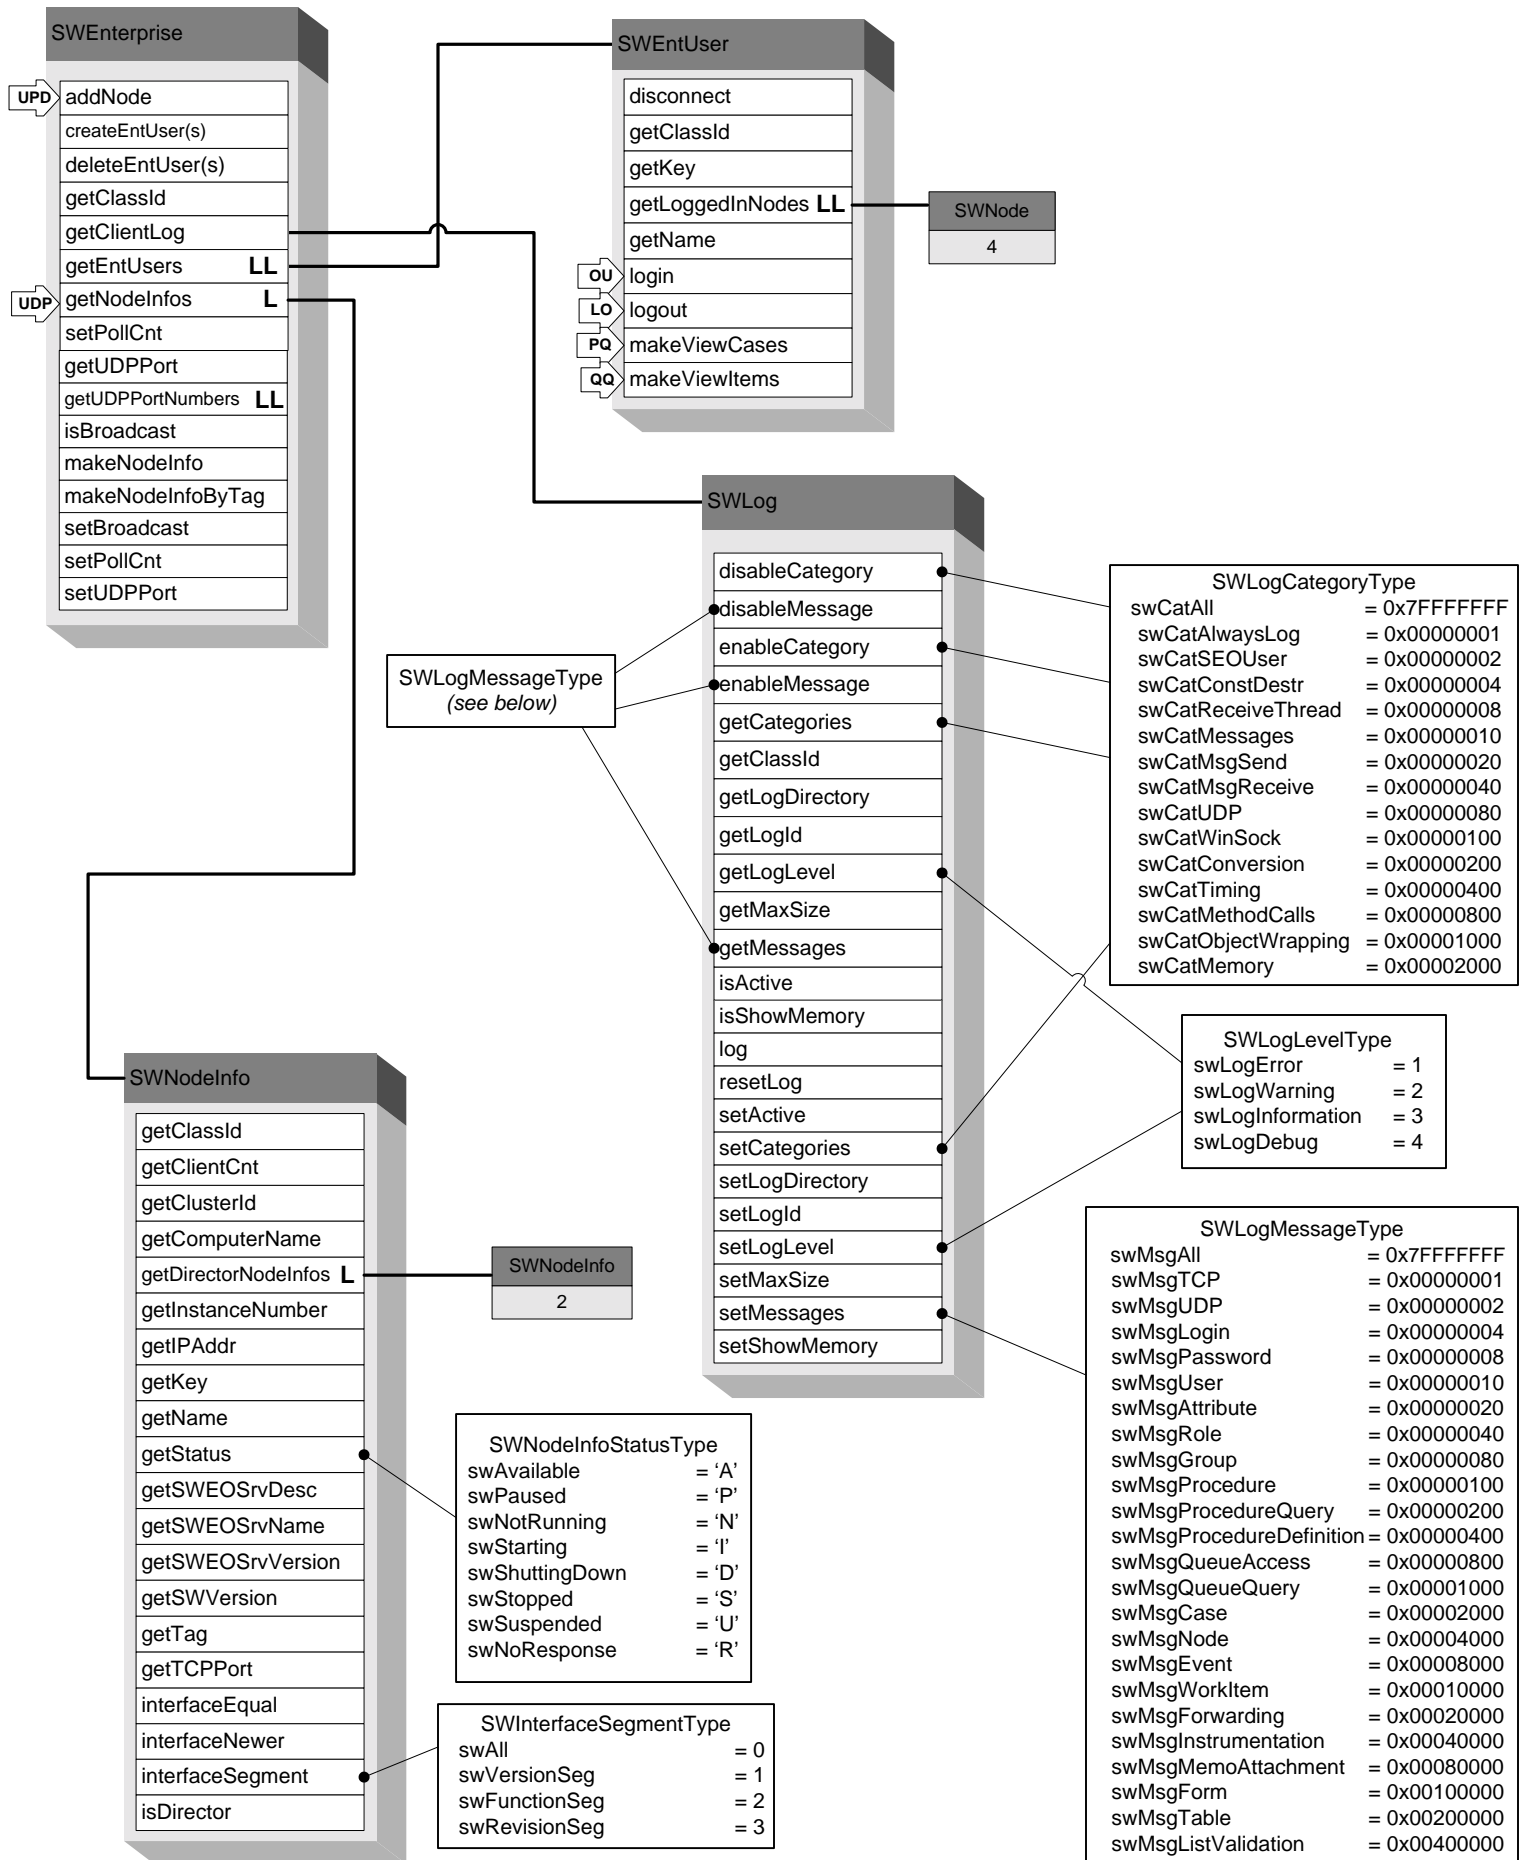 SWEnterprise
UPD
addNode
createEntUser(s)
deleteEntUser(s)
getClassId
getClientLog
getEntUsers LL
UDP
getNodeInfos L
setPollCnt
getUDPPort
getUDPPortNumbers LL
isBroadcast
makeNodeInfo
makeNodeInfoByTag
setBroadcast
setPollCnt
setUDPPort
SWEntUser
disconnect
getClassId
getKey
getLoggedInNodes LL
getName
OU
login
LO
logout
PQ
makeViewCases
QQ
makeViewItems
SWNode
4
SWLog
disableCategory
disableMessage
enableCategory
enableMessage
getCategories
getClassId
getLogDirectory
getLogId
getLogLevel
getMaxSize
getMessages
isActive
isShowMemory
log
resetLog
setActive
setCategories
setLogDirectory
setLogId
setLogLevel
setMaxSize
setMessages
setShowMemory
SWLogMessageType
(see below)
SWLogCategoryType
swCatAll = 0x7FFFFFFF
swCatAlwaysLog = 0x00000001
swCatSEOUser = 0x00000002
swCatConstDestr = 0x00000004
swCatReceiveThread = 0x00000008
swCatMessages = 0x00000010
swCatMsgSend = 0x00000020
swCatMsgReceive = 0x00000040
swCatUDP = 0x00000080
swCatWinSock = 0x00000100
swCatConversion = 0x00000200
swCatTiming = 0x00000400
swCatMethodCalls = 0x00000800
swCatObjectWrapping = 0x00001000
swCatMemory = 0x00002000
SWLogLevelType
swLogError = 1
swLogWarning = 2
swLogInformation = 3
swLogDebug = 4
SWNodeInfo
getClassId
getClientCnt
getClusterId
getComputerName
getDirectorNodeInfos L
getInstanceNumber
getIPAddr
getKey
getName
getStatus
getSWEOSrvDesc
getSWEOSrvName
getSWEOSrvVersion
getSWVersion
getTag
getTCPPort
interfaceEqual
interfaceNewer
interfaceSegment
isDirector
SWNodeInfo
2
SWNodeInfoStatusType
swAvailable = ‘A’
swPaused = ‘P’
swNotRunning = ‘N’
swStarting = ‘I’
swShuttingDown = ‘D’
swStopped = ‘S’
swSuspended = ‘U’
swNoResponse = ‘R’
SWInterfaceSegmentType
swAll = 0
swVersionSeg = 1
swFunctionSeg = 2
swRevisionSeg = 3
SWLogMessageType
swMsgAll = 0x7FFFFFFF
swMsgTCP = 0x00000001
swMsgUDP = 0x00000002
swMsgLogin = 0x00000004
swMsgPassword = 0x00000008
swMsgUser = 0x00000010
swMsgAttribute = 0x00000020
swMsgRole = 0x00000040
swMsgGroup = 0x00000080
swMsgProcedure = 0x00000100
swMsgProcedureQuery = 0x00000200
swMsgProcedureDefinition = 0x00000400
swMsgQueueAccess = 0x00000800
swMsgQueueQuery = 0x00001000
swMsgCase = 0x00002000
swMsgNode = 0x00004000
swMsgEvent = 0x00008000
swMsgWorkItem = 0x00010000
swMsgForwarding = 0x00020000
swMsgInstrumentation = 0x00040000
swMsgMemoAttachment = 0x00080000
swMsgForm = 0x00100000
swMsgTable = 0x00200000
swMsgListValidation = 0x00400000